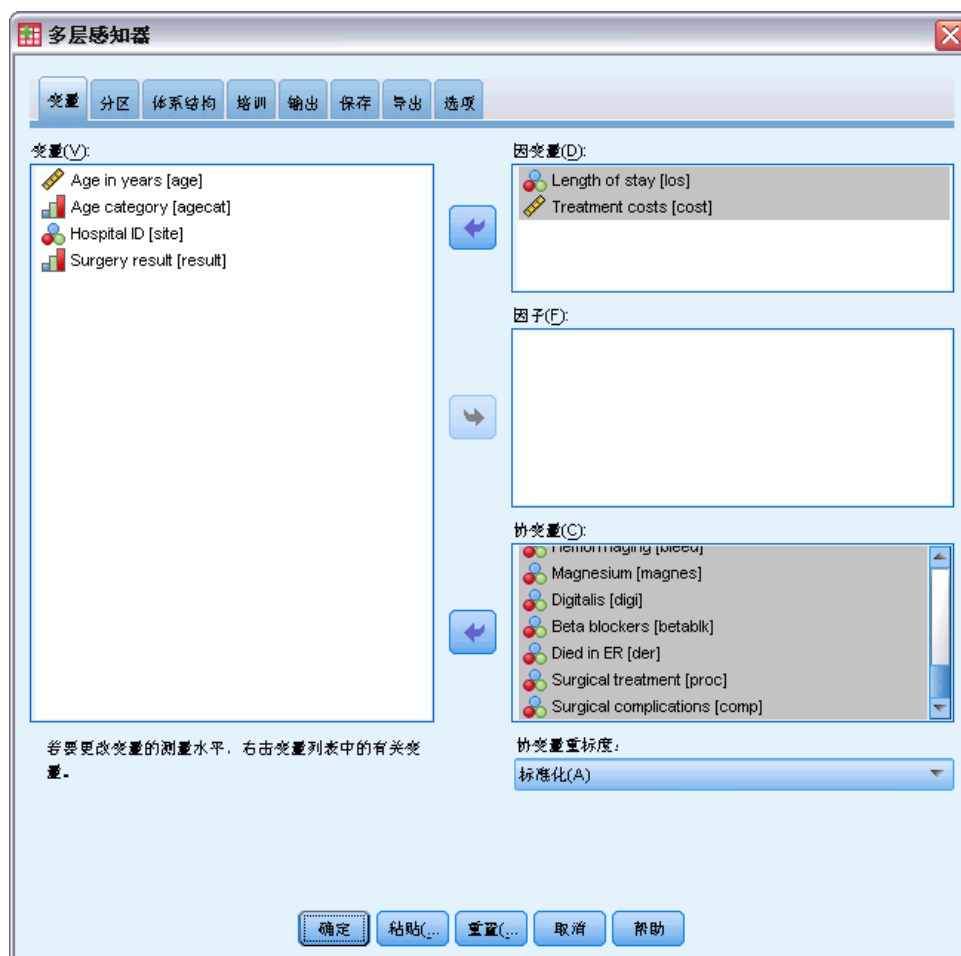 多层感知器
变量 分区 体系结构 培训 输出 保存 导出 选项
变量(V):
Age in years [age]
Age category [agecat]
Hospital ID [site]
Surgery result [result]
因变量(D):
Length of stay [los]
Treatment costs [cost]
因子(F):
协变量(C):
Hemorrhaging [bleed]
Magnesium [magnes]
Digitalis [digi]
Beta blockers [betablk]
Died in ER [der]
Surgical treatment [proc]
Surgical complications [comp]
若要更改变量的测量水平，右击变量列表中的有关变
量。
协变量重标度：
标准化(A)
确定 粘贴(... 重置(... 取消 帮助